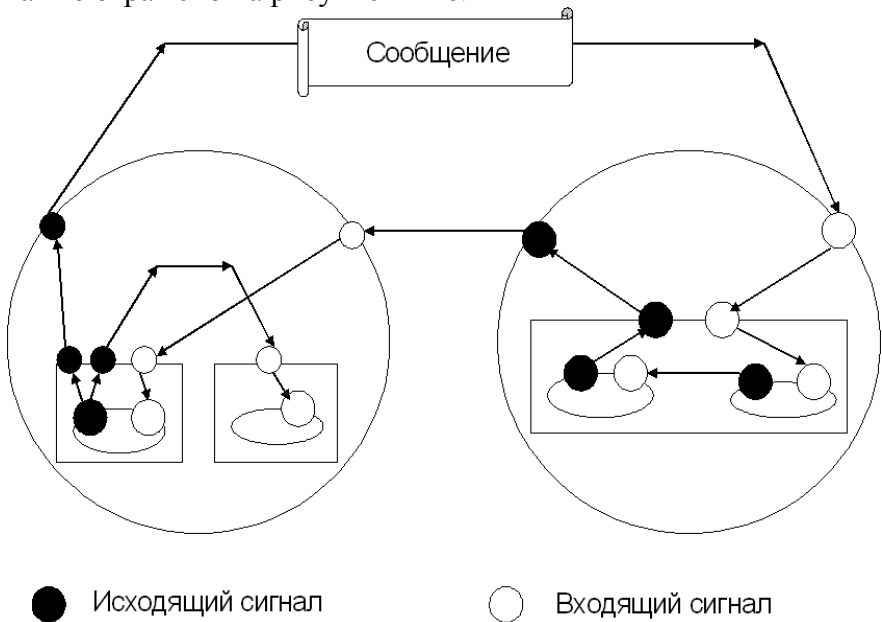 Сообщение
Исходящий сигнал
Входящий сигнал